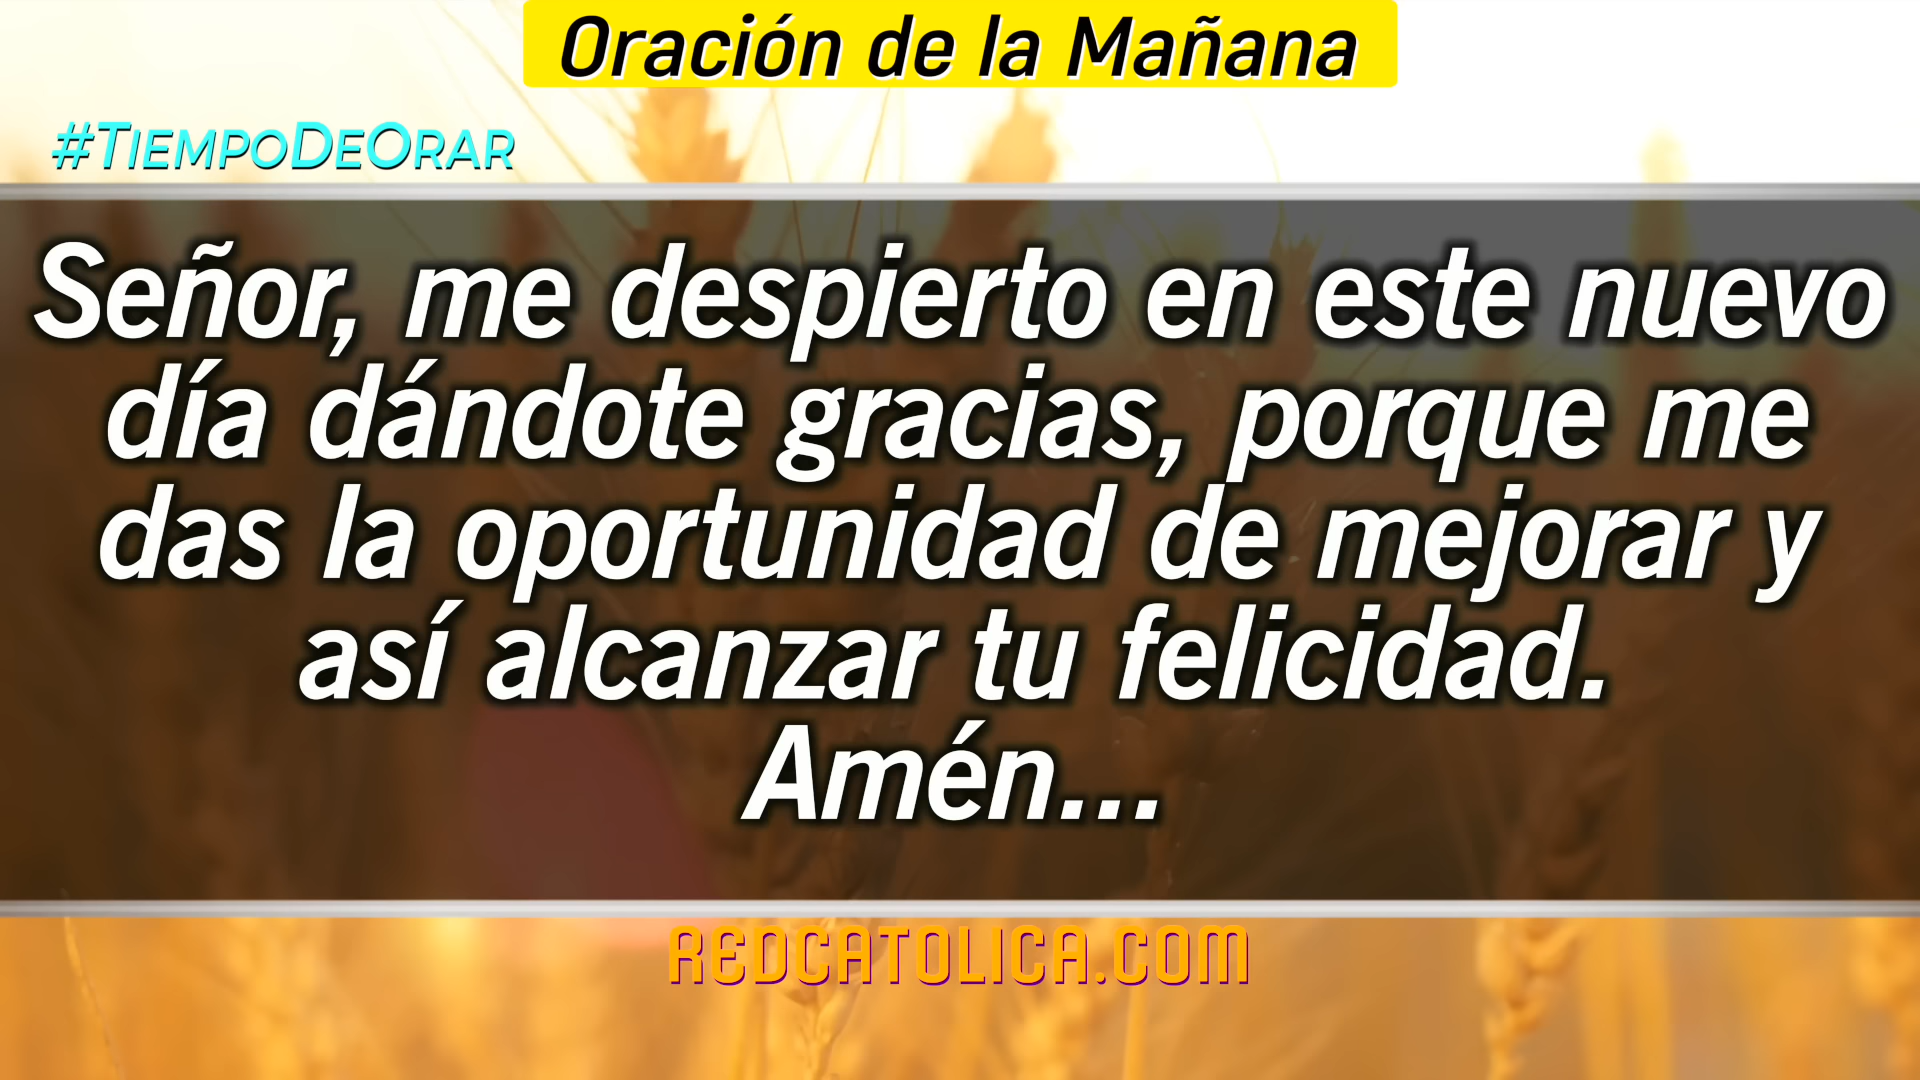 Oración de la Mañana
#TiempoDeOrar
Señor, me despierto en este nuevo
día dándote gracias, porque me
das la oportunidad de mejorar y
así alcanzar tu felicidad.
Amén...
REDCATOLICA.COM